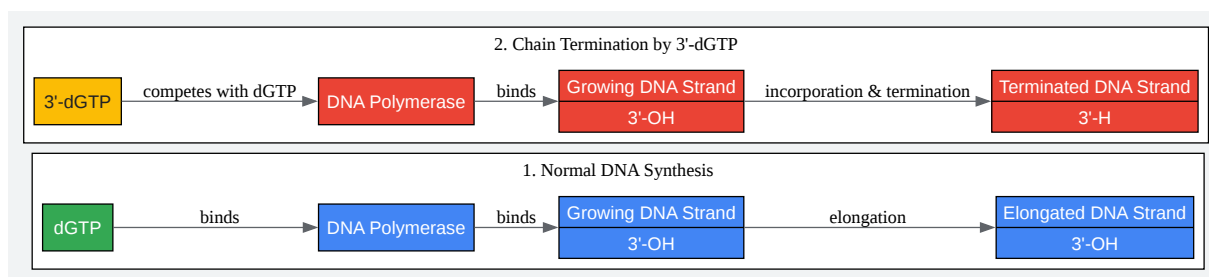 2. Chain Termination by 3'-dGTP
3'-dGTP
competes with dGTP
DNA Polymerase
binds
Growing DNA Strand
3'-OH
incorporation & termination
Terminated DNA Strand
3'-H
1. Normal DNA Synthesis
dGTP
binds
DNA Polymerase
binds
Growing DNA Strand
3'-OH
elongation
Elongated DNA Strand
3'-OH